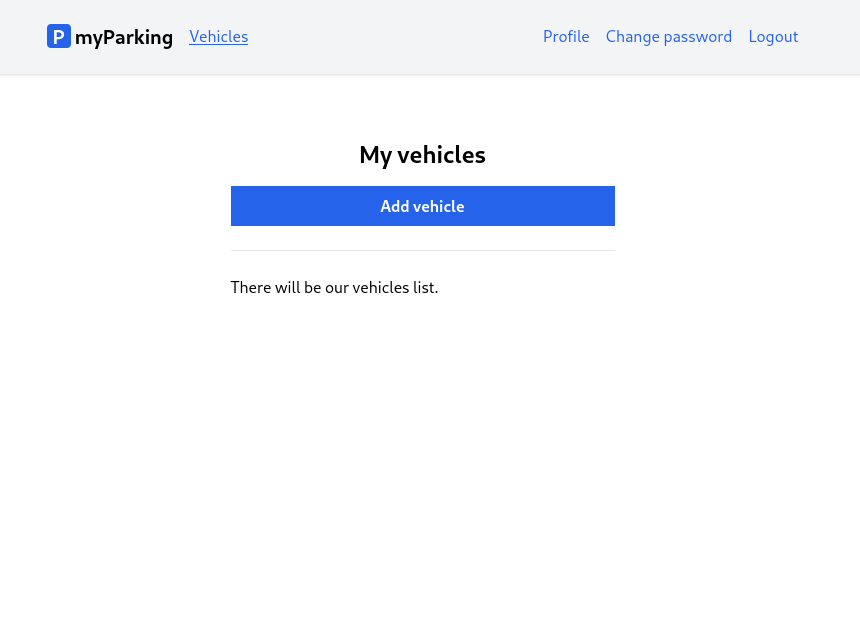 P myParking Vehicles Profile Change password Logout
My vehicles
Add vehicle
There will be our vehicles list.